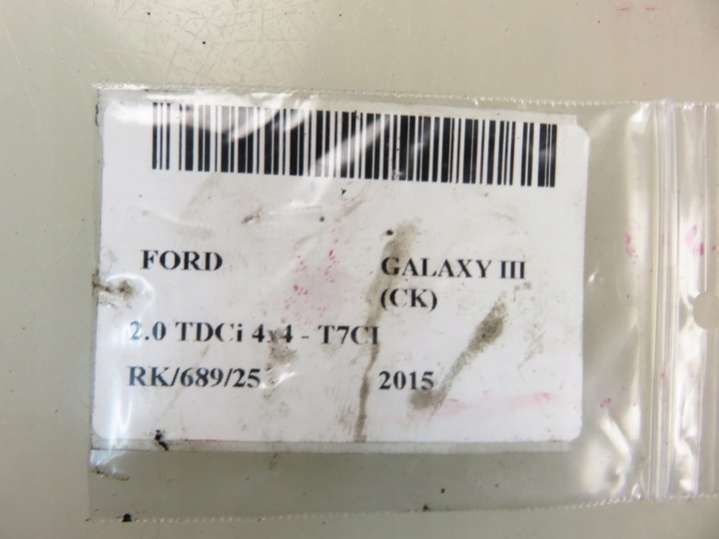 FORD GALAXY III
(CK)
2.0 TDCi 4x4 - T7CI
RK/689/25 2015